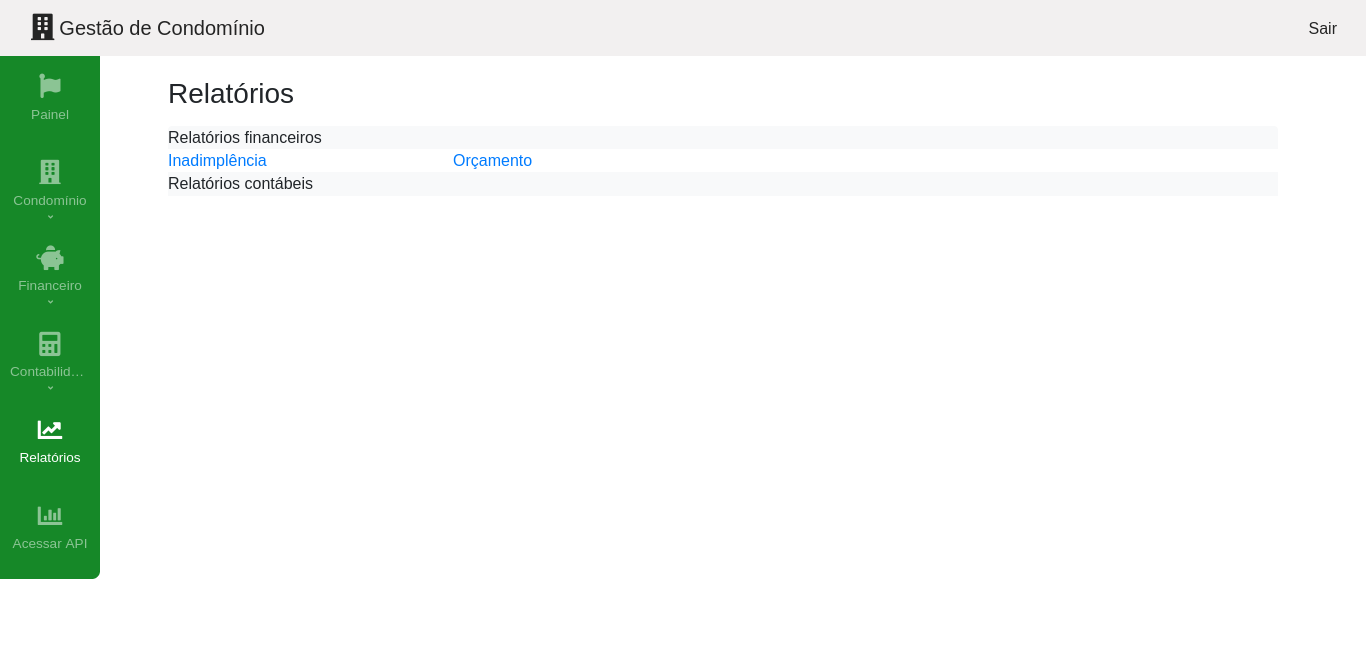 Gestão de Condomínio
Sair
Painel
Condomínio
Financeiro
Contabilid...
Relatórios
Acessar API
Relatórios
Relatórios financeiros
Inadimplência Orçamento
Relatórios contábeis